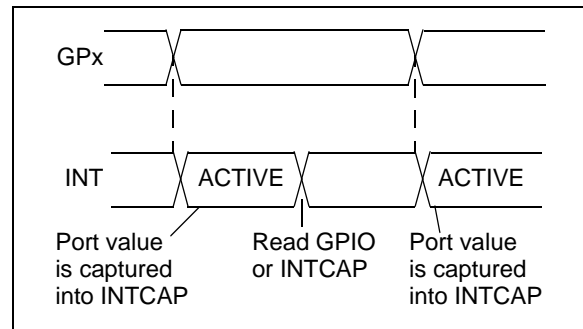 GPx
INT
ACTIVE
ACTIVE
Port value
is captured
into INTCAP
Read GPIO
or INTCAP
Port value
is captured
into INTCAP